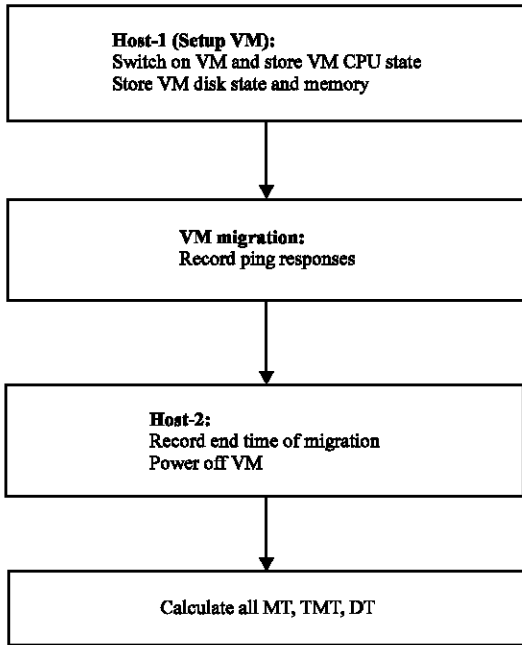 Host-1 (Setup VM):
Switch on VM and store VM CPU state
Store VM disk state and memory
VM migration:
Record ping responses
Host-2:
Record end time of migration
Power off VM
Calculate all MT, TMT, DT